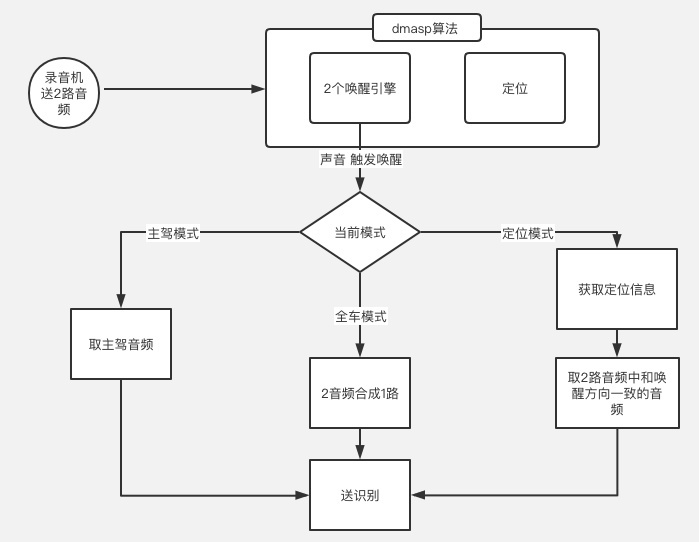 dmasp算法
录音机
送2路音
频
2个唤醒引擎
定位
声音 触发唤醒
当前模式
主驾模式
定位模式
全车模式
获取定位信息
取主驾音频
2音频合成1路
取2路音频中和唤
醒方向一致的音
频
送识别